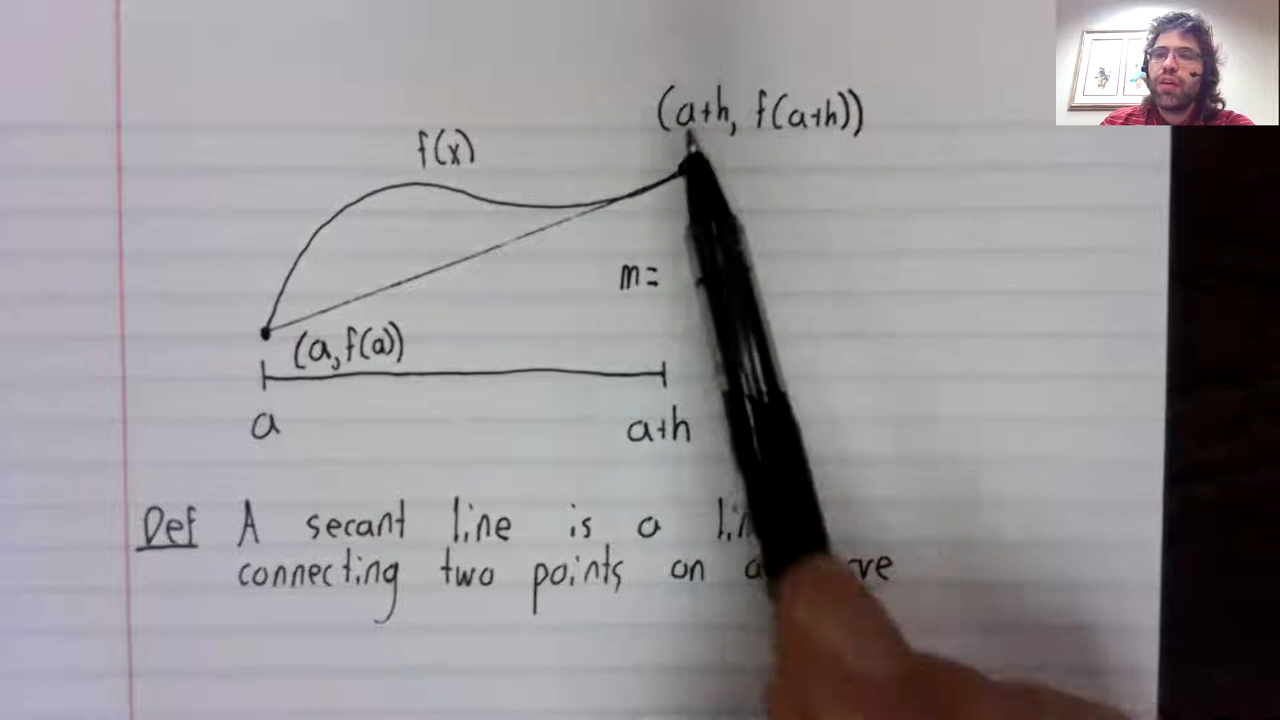 (a+h, f(a+h))
f(x)
m=
(a, f(a))
a a+h
Def A secant line is a
connecting two points on